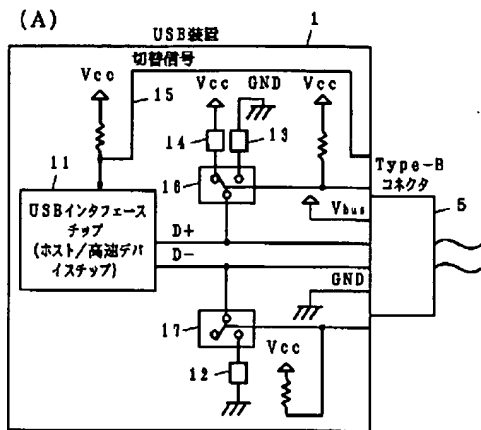 (A)
USB装置
1
切替信号
Vcc
15
Vcc
GND
Vcc
14
13
11
16
Type-B
コネクタ
5
USBインタフェース
チップ
(ホスト/高速デバ
イスチップ)
Vbus
D+
D-
GND
17
Vcc
12